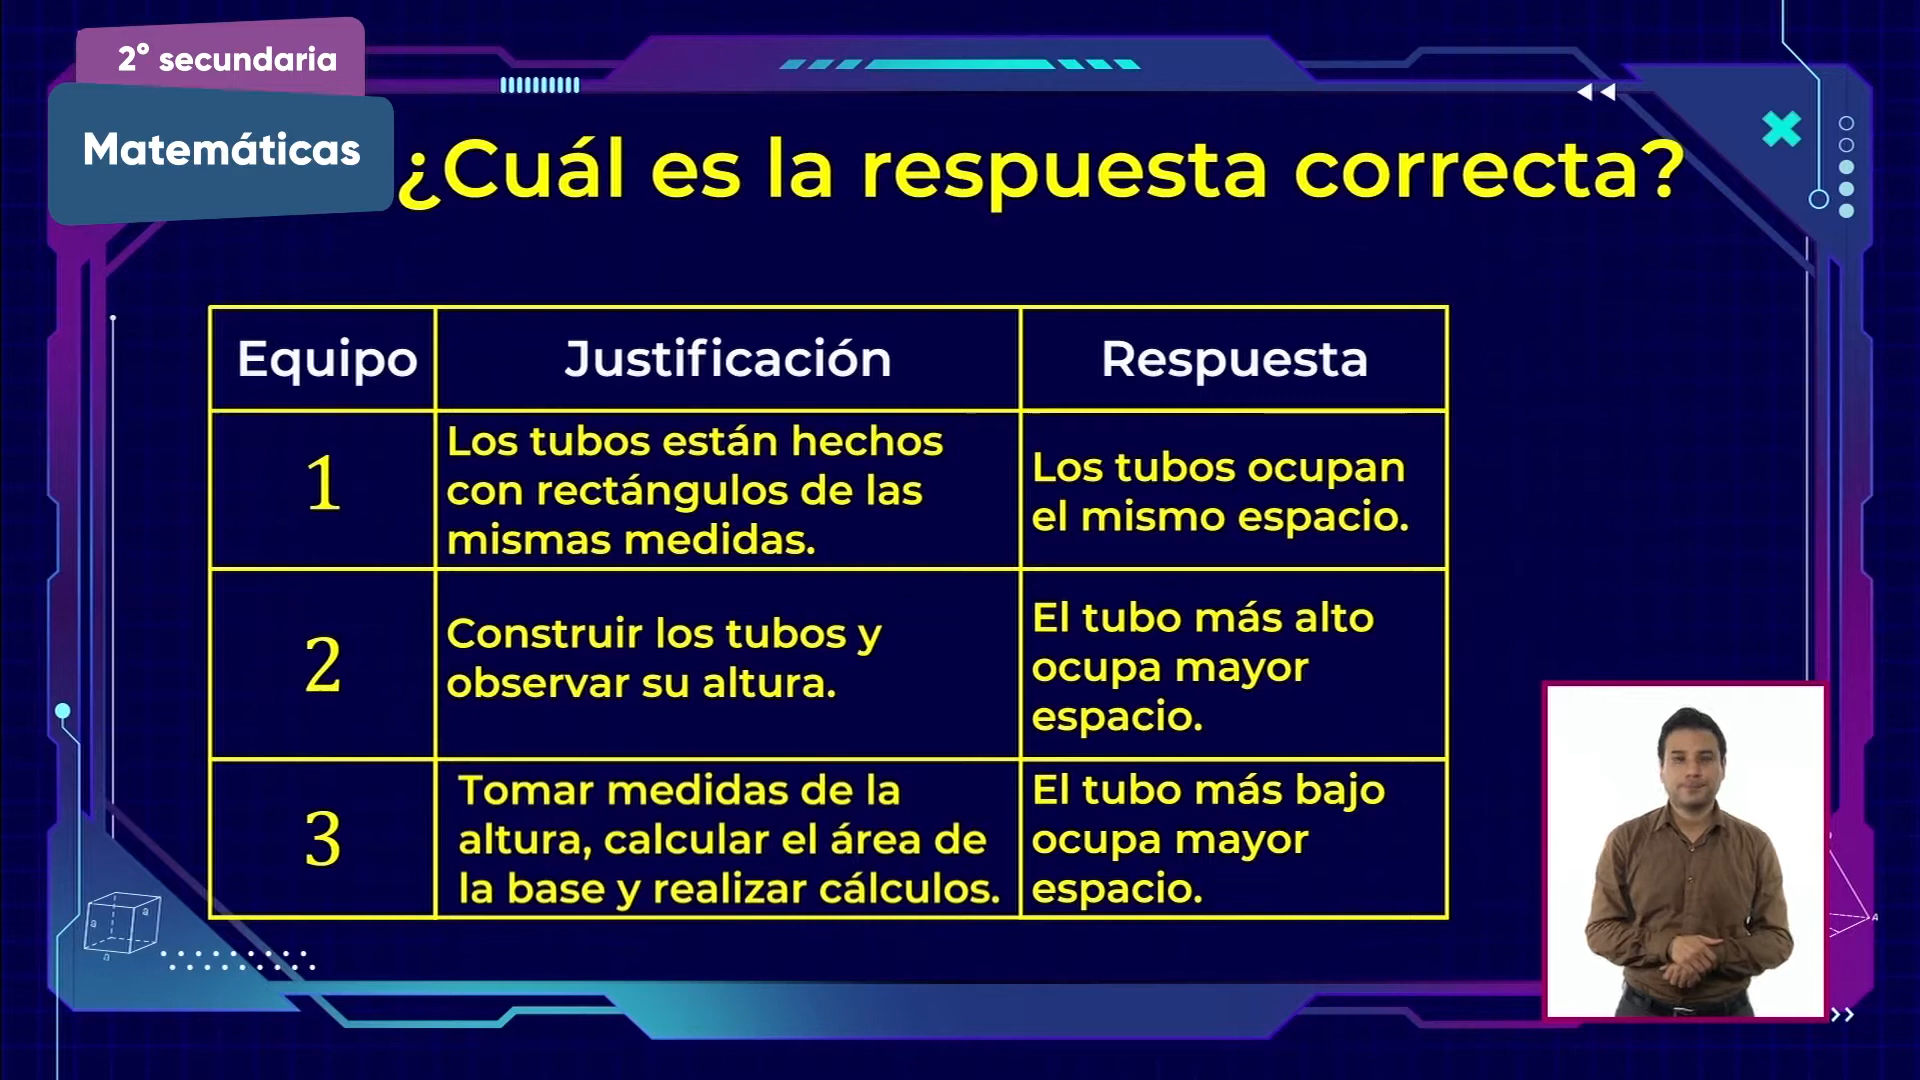 2° secundaria
Matemáticas
¿Cuál es la respuesta correcta?
Equipo
Justificación
Respuesta
1
Los tubos están hechos
con rectángulos de las
mismas medidas.
Los tubos ocupan
el mismo espacio.
2
Construir los tubos y
observar su altura.
El tubo más alto
ocupa mayor
espacio.
3
Tomar medidas de la
altura, calcular el área de
la base y realizar cálculos.
El tubo más bajo
ocupa mayor
espacio.
a
a
a
A